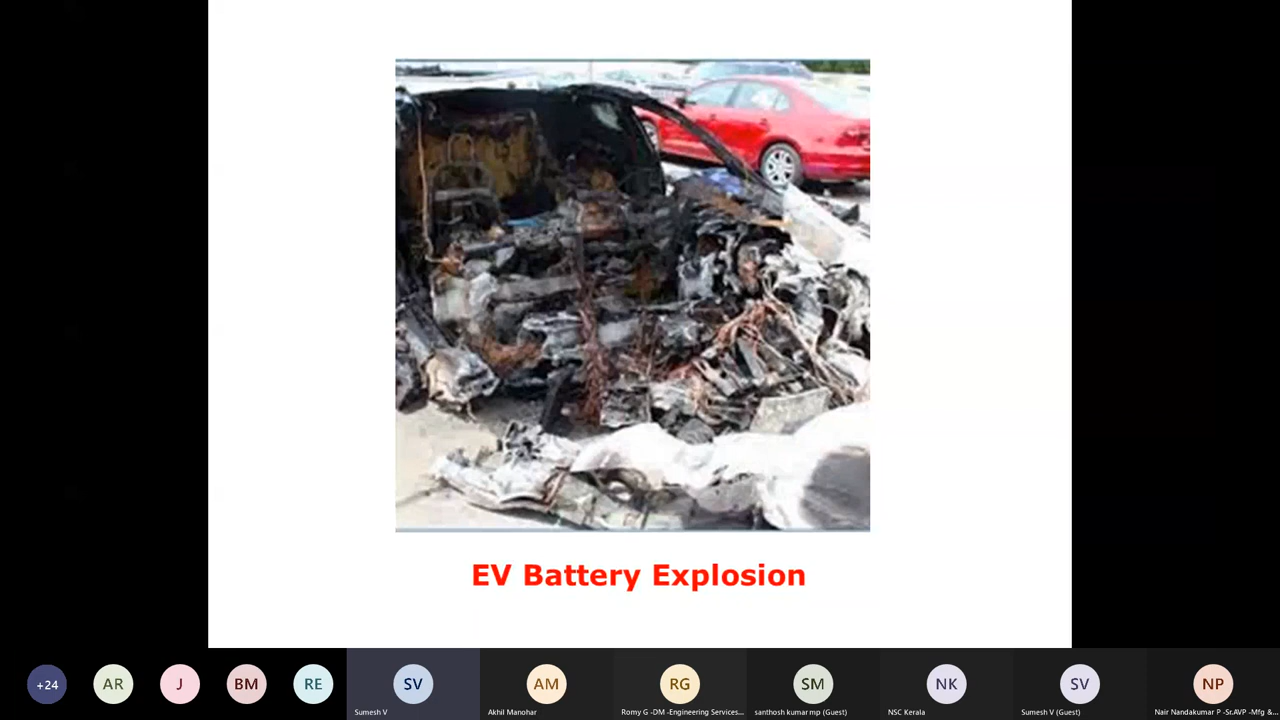 EV Battery Explosion
+24
AR
J
BM
RE
SV
AM
RG
SM
NK
SV
NP
Sumesh V
Akhil Manohar
Romy G -DM -Engineering Services...
santhosh kumar mp (Guest)
NSC Kerala
Sumesh V (Guest)
Nair Nandakumar P -Sr.AVP -Mfg &...